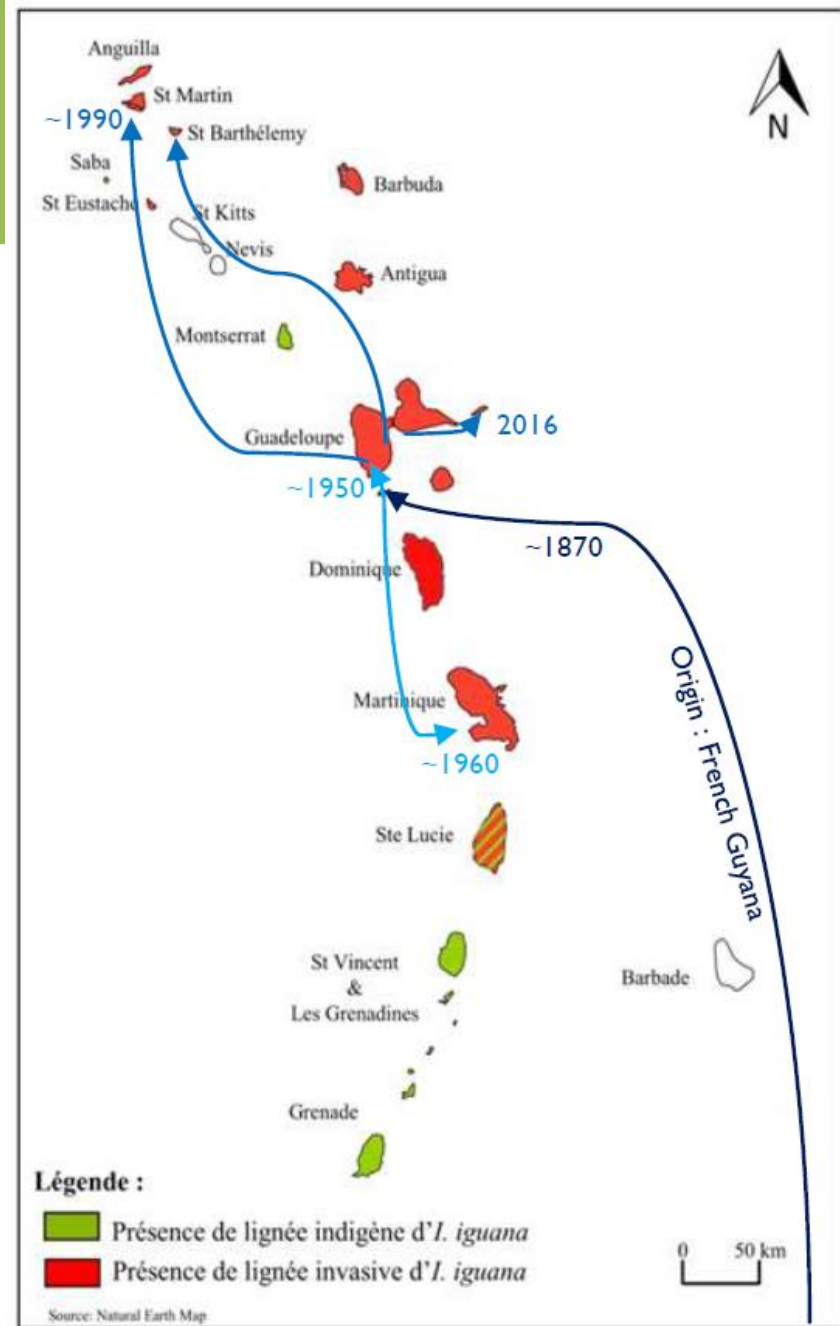 Anguilla
St Martin
~1990
St Barthélemy
Saba
St Eustache
St Kitts
Nevis
Barbuda
Antigua
N
Montserrat
Guadeloupe
2016
~1950
~1870
Dominique
Martinique
~1960
Origin : French Guyana
Ste Lucie
St Vincent
&
Les Grenadines
Barbade
Grenade
Légende :
Présence de lignée indigène d'I. iguana
Présence de lignée invasive d'I. iguana
0 50 km
Source: Natural Earth Map